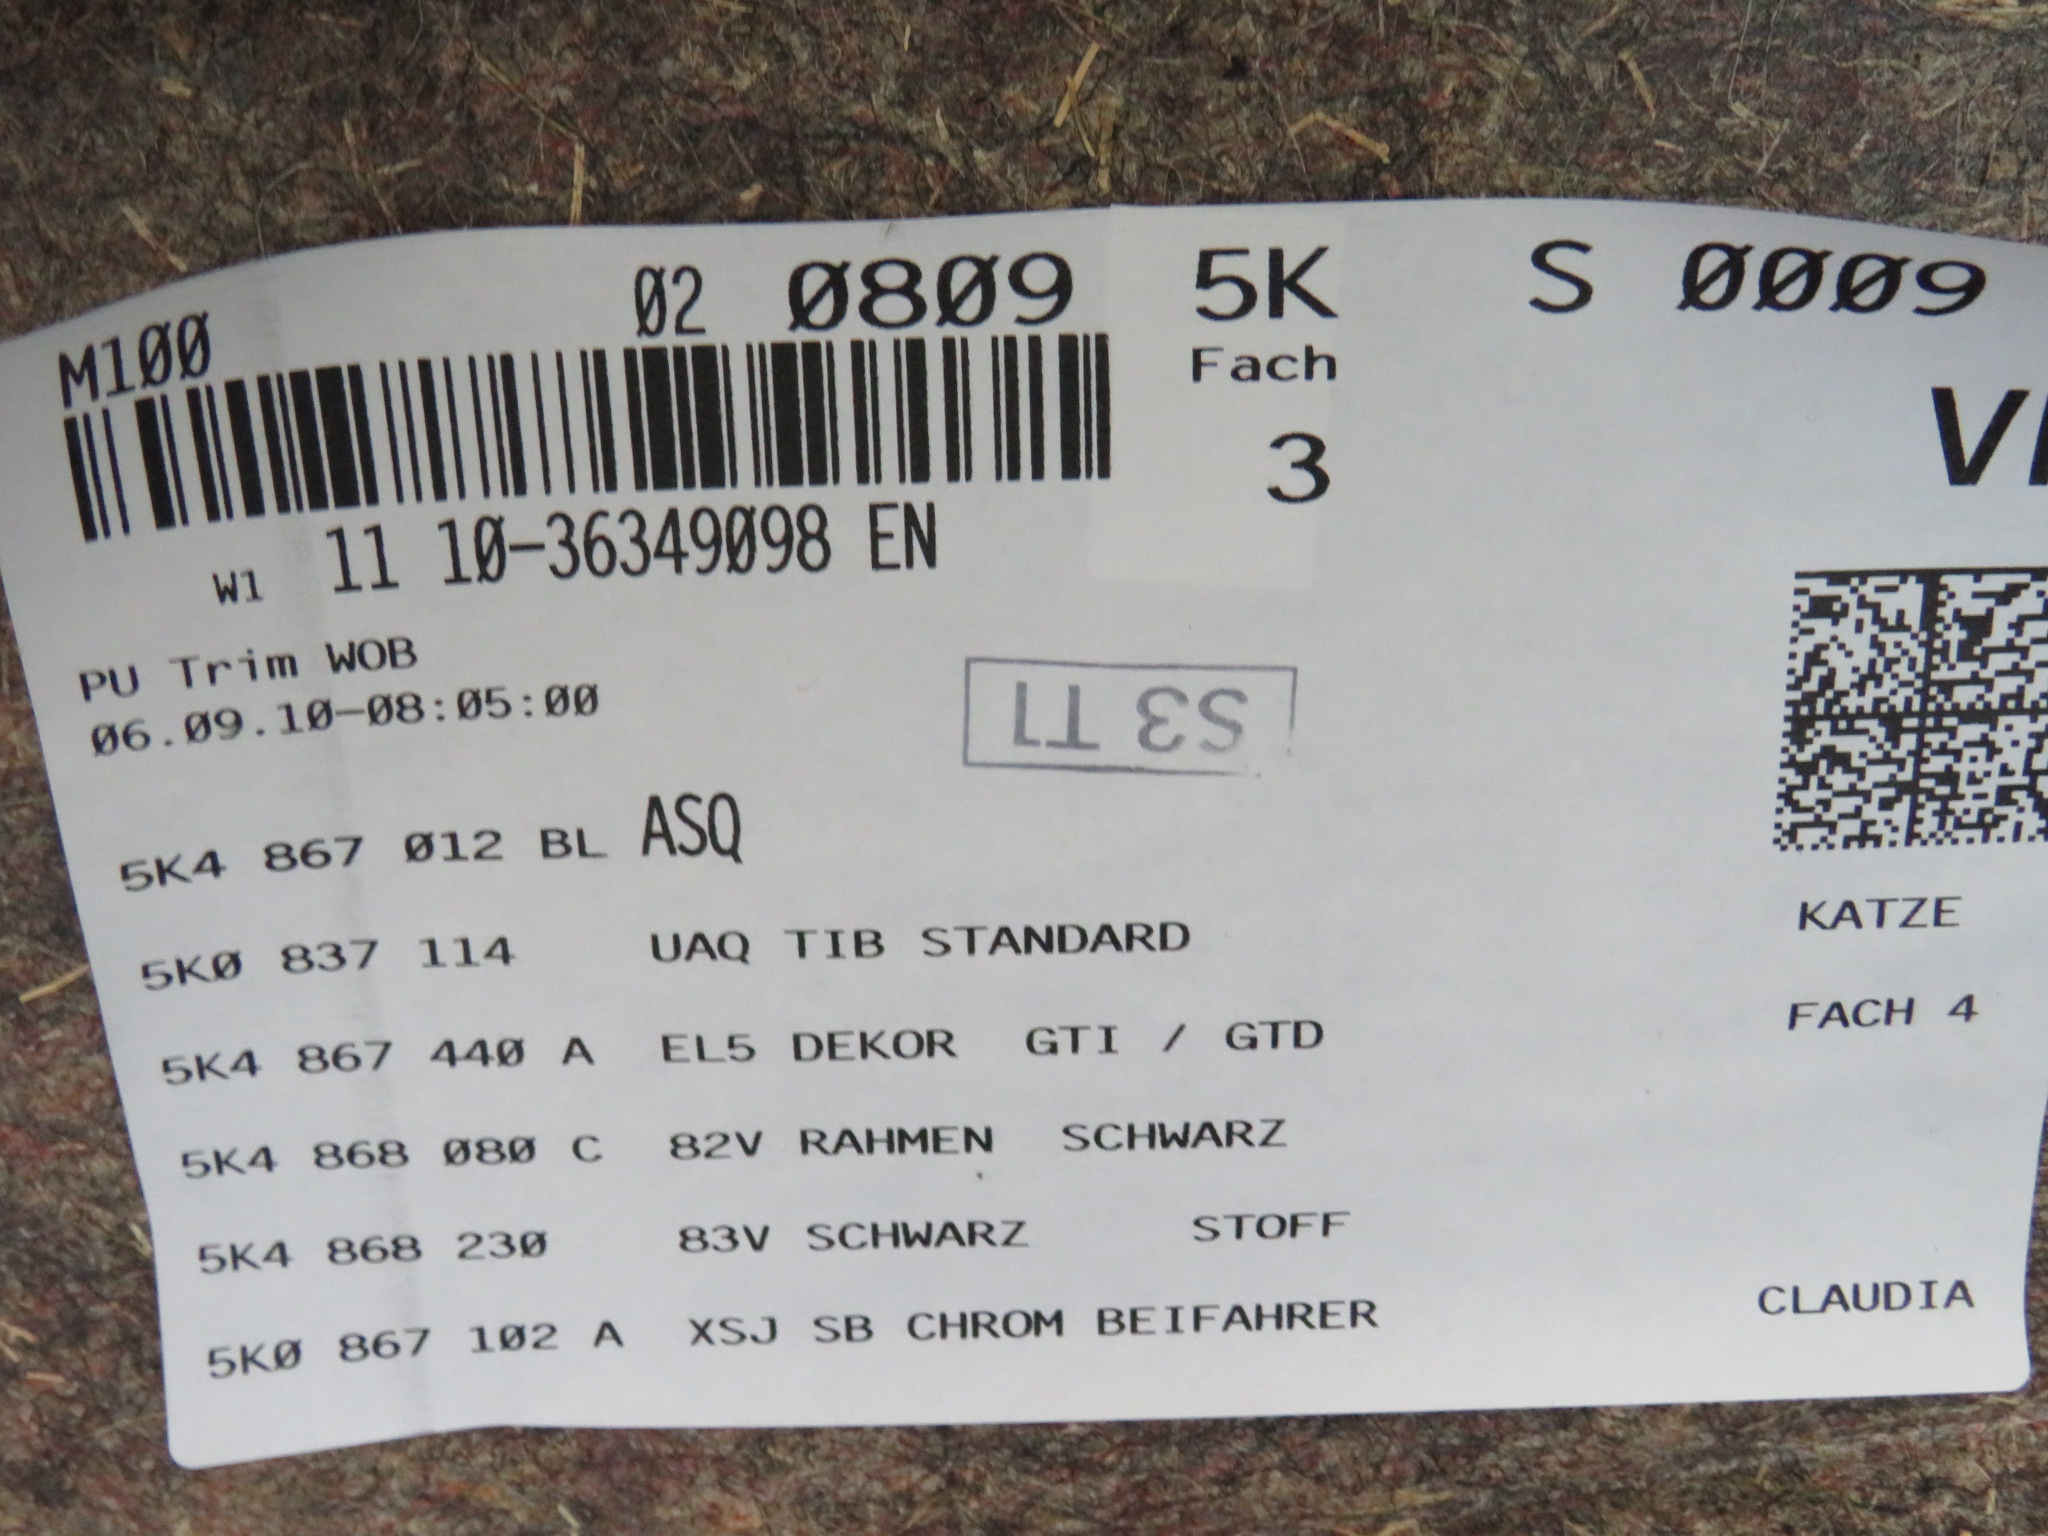 M100 02 0809 5K S 0009
Fach
3
W1 11 10-36349098 EN
PU Trim WOB
06.09.10-08:05:00
S3 T1
5K4 867 012 BL ASQ
5K0 837 114 UAQ TIB STANDARD KATZE
5K4 867 440 A EL5 DEKOR GTI / GTD FACH 4
5K4 868 080 C 82V RAHMEN SCHWARZ
5K4 868 230 83V SCHWARZ STOFF
5K0 867 102 A XSJ SB CHROM BEIFAHRER CLAUDIA